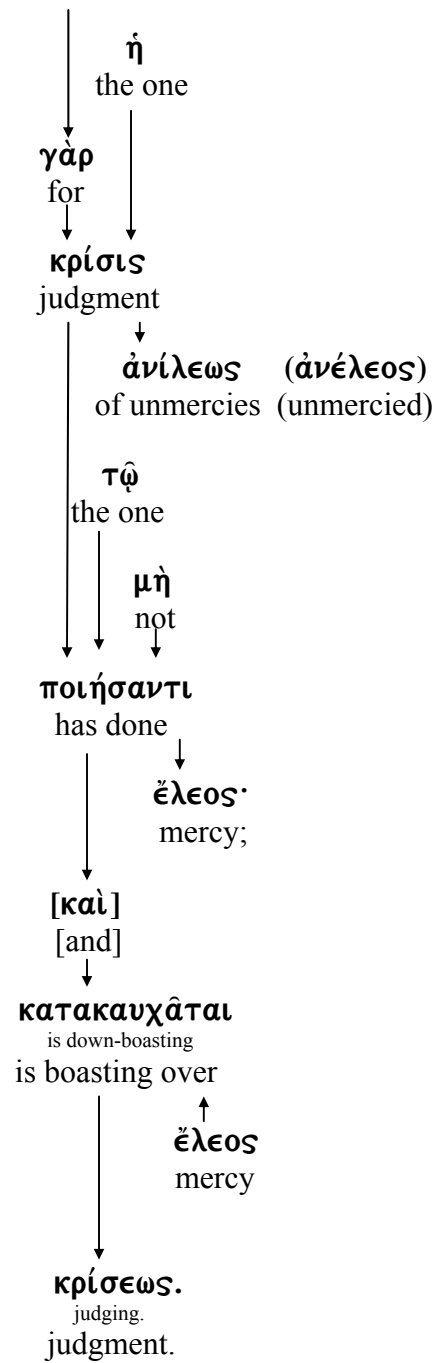 ἡ
the one
γὰρ
for
κρίσις
judgment
ἀνίλεως (ἀνέλεος)
of unmercies (unmercied)
τῷ
the one
μὴ
not
ποιήσαντι
has done
ἔλεος·
mercy;
[καὶ]
[and]
κατακαυχᾶται
is down-boasting
is boasting over
ἔλεος
mercy
κρίσεως.
judging.
judgment.